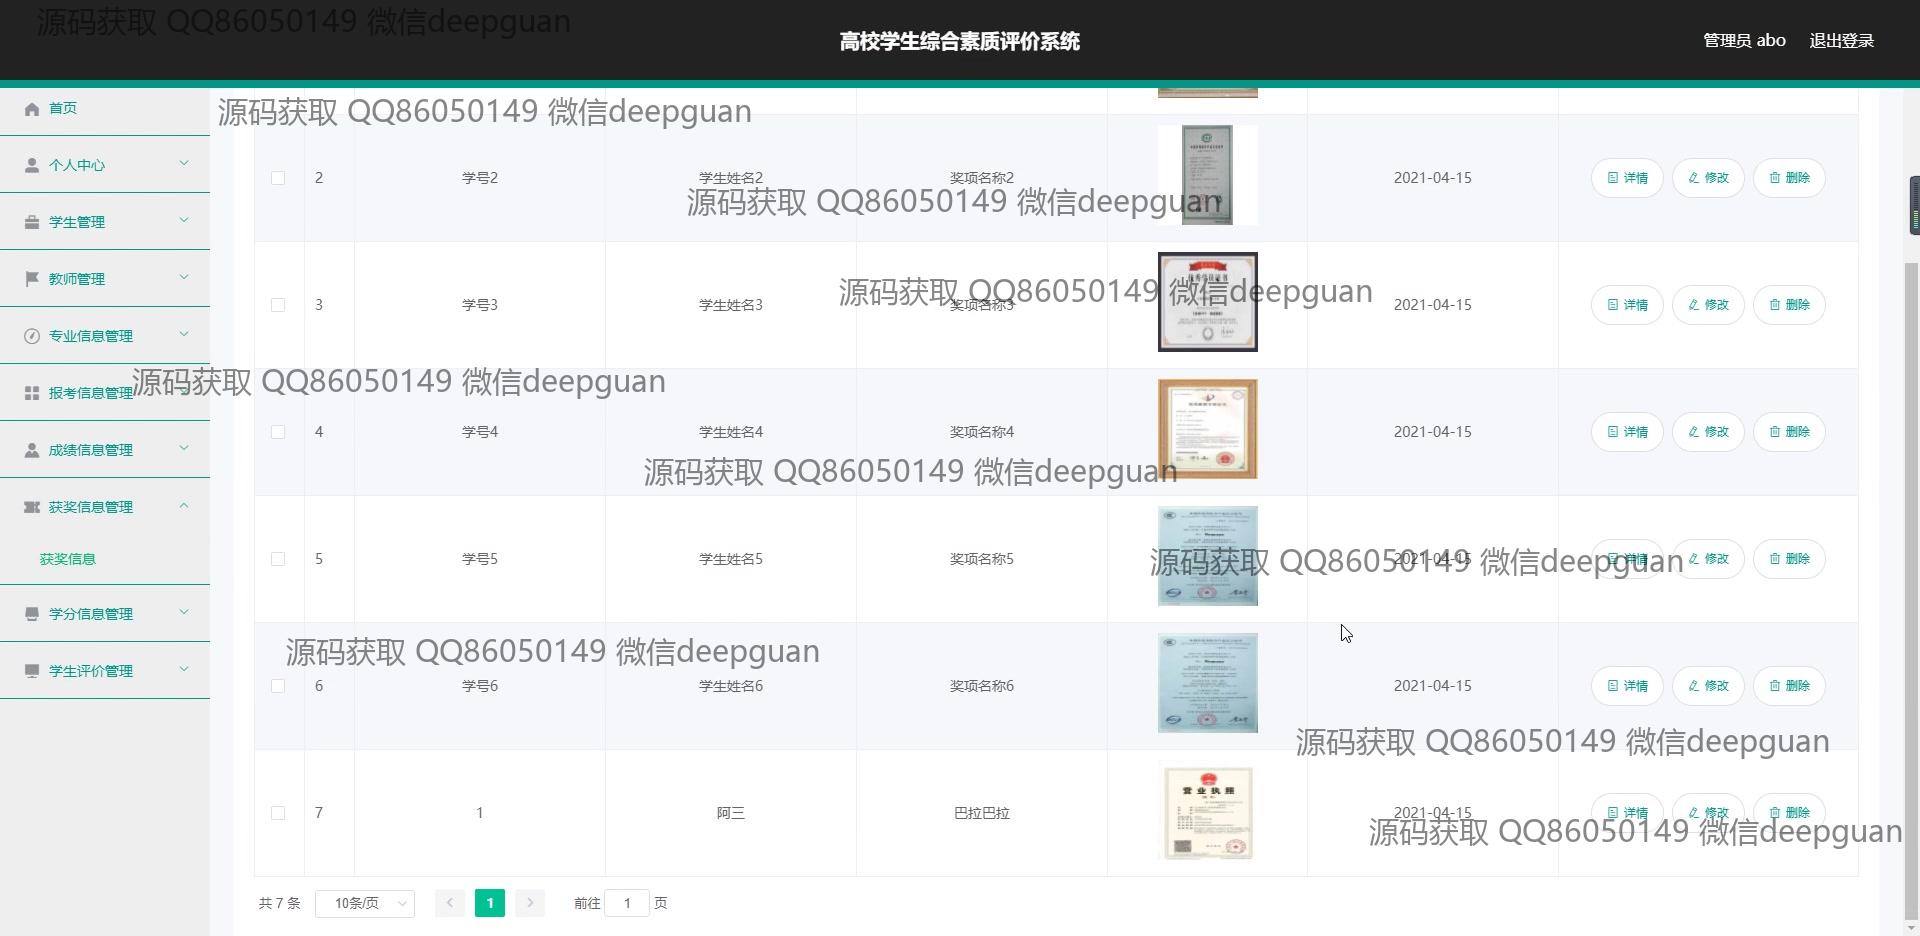 源码获取 QQ86050149 微信deepguan
高校学生综合素质评价系统
管理员 abo 退出登录
首页
源码获取 QQ86050149 微信deepguan
个人中心
2 学号2 学生姓名2 奖项名称2 2021-04-15 详情 修改 删除
源码获取 QQ86050149 微信deepguan
学生管理
教师管理
源码获取 QQ86050149 微信deepguan
3 学号3 学生姓名3 奖项名称3 2021-04-15 详情 修改 删除
专业信息管理
源码获取 QQ86050149 微信deepguan
报考信息管理
4 学号4 学生姓名4 奖项名称4 2021-04-15 详情 修改 删除
成绩信息管理
源码获取 QQ86050149 微信deepguan
获奖信息管理
获奖信息
5 学号5 学生姓名5 奖项名称5 2021-04-15 详情 修改 删除
源码获取 QQ86050149 微信deepguan
学分信息管理
源码获取 QQ86050149 微信deepguan
学生评价管理
6 学号6 学生姓名6 奖项名称6 2021-04-15 详情 修改 删除
源码获取 QQ86050149 微信deepguan
营业执照
7 1 阿三 巴拉巴拉 2021-04-15 详情 修改 删除
源码获取 QQ86050149 微信deepguan
共 7 条 10条/页 1 前往 1 页